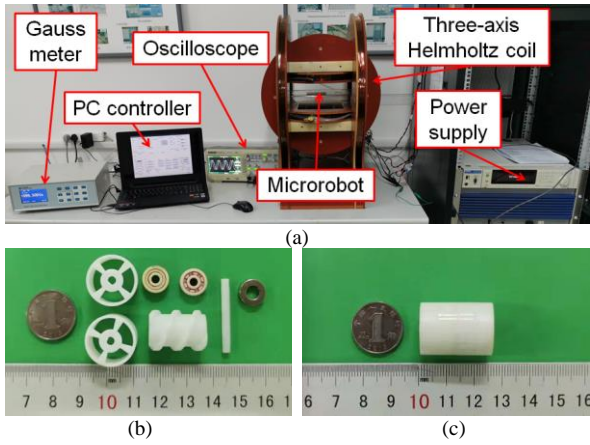 Gauss
meter
Oscilloscope
PC controller
Three-axis
Helmholtz coil
Power
supply
Microrobot
(a)
1
1
7 8 9 10 11 12 13 14 15 16
6 7 8 9 10 11 12 13 14 15 16
(b)
(c)